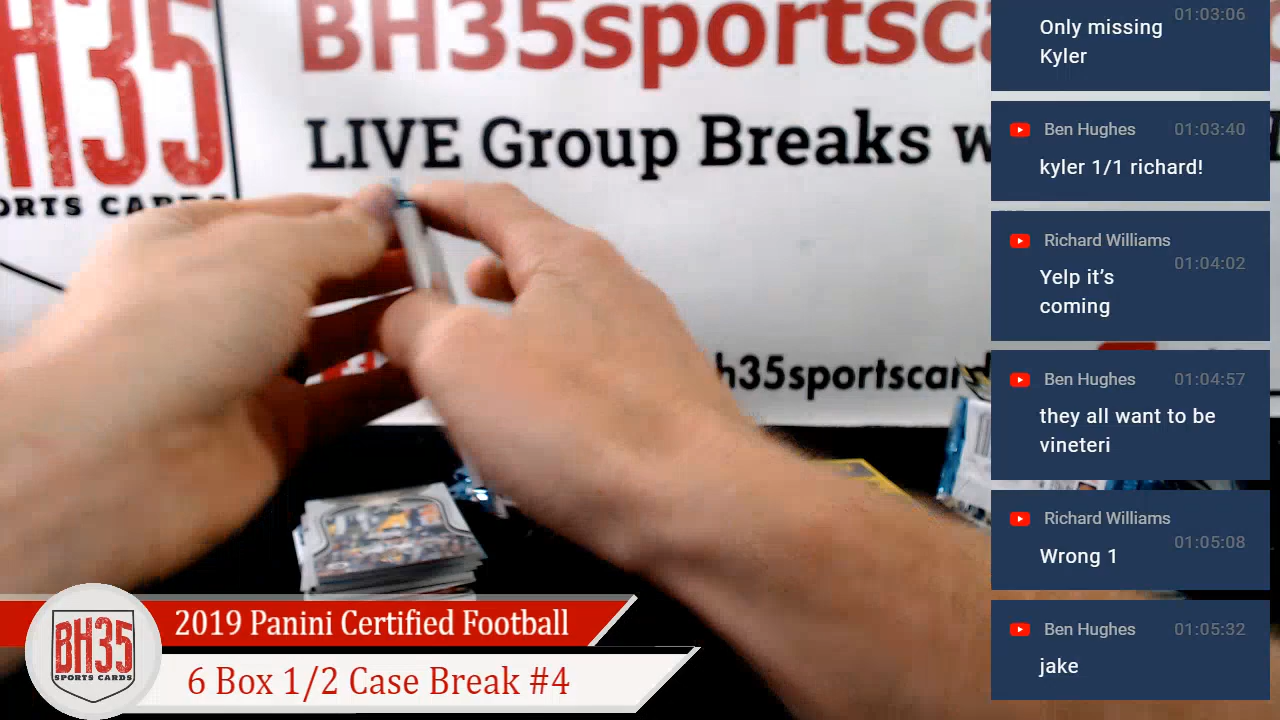 BH35
SPORTS CARDS
BH35sportsca
LIVE Group Breaks w
h35sportscar
Only missing
Kyler
01:03:06
Ben Hughes 01:03:40
kyler 1/1 richard!
Richard Williams
01:04:02
Yelp it’s
coming
Ben Hughes 01:04:57
they all want to be
vineteri
Richard Williams
01:05:08
Wrong 1
Ben Hughes 01:05:32
jake
BH35
SPORTS CARDS
2019 Panini Certified Football
6 Box 1/2 Case Break #4